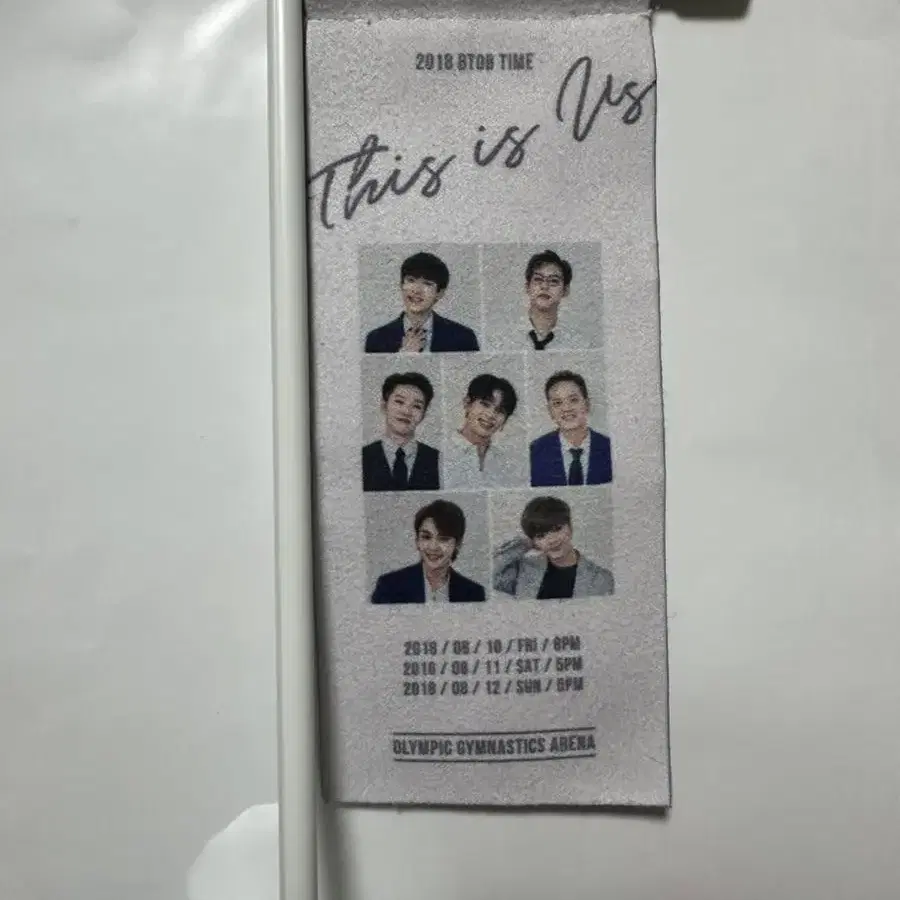 2018 BTOB TIME
This is Us
2018 / 08 / 10 / FRI / 8PM
2018 / 08 / 11 / SAT / 6PM
2018 / 08 / 12 / SUN / 5PM
OLYMPIC GYMNASTICS ARENA